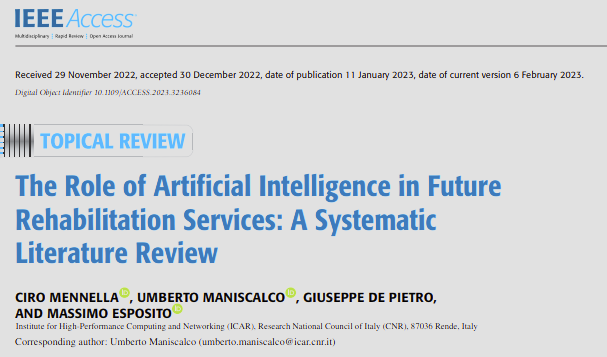 IEEE Access
Multidisciplinary | Rapid Review | Open Access Journal
Received 29 November 2022, accepted 30 December 2022, date of publication 11 January 2023, date of current version 6 February 2023.
Digital Object Identifier 10.1109/ACCESS.2023.3236084
TOPICAL REVIEW
The Role of Artificial Intelligence in Future
Rehabilitation Services: A Systematic
Literature Review
CIRO MENNELLA, UMBERTO MANISCALCO, GIUSEPPE DE PIETRO,
AND MASSIMO ESPOSITO
Institute for High-Performance Computing and Networking (ICAR), Research National Council of Italy (CNR), 87036 Rende, Italy
Corresponding author: Umberto Maniscalco (umberto.maniscalco@icar.cnr.it)